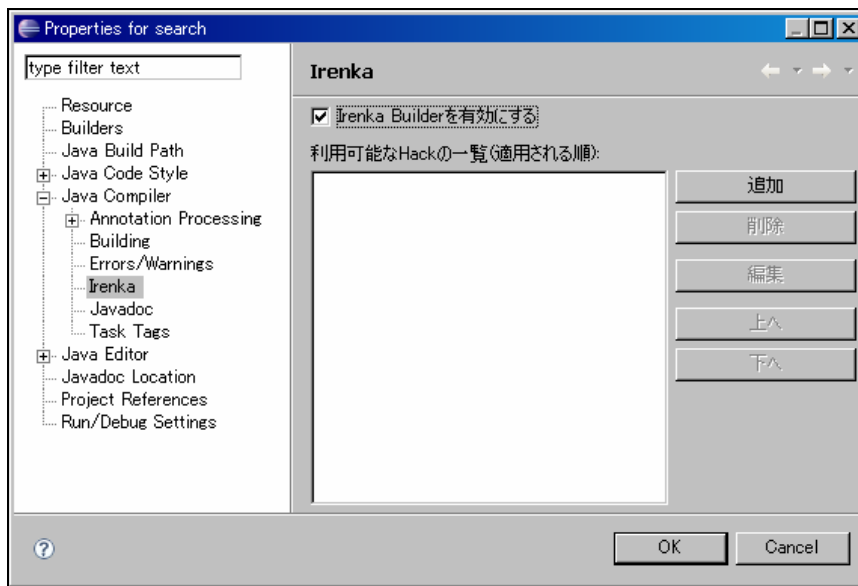 Properties for search
type filter text
Resource
Builders
Java Build Path
Java Code Style
Java Compiler
Annotation Processing
Building
Errors/Warnings
Irenka
Javadoc
Task Tags
Java Editor
Javadoc Location
Project References
Run/Debug Settings
Irenka
Irenka Builderを有効にする
利用可能なHackの一覧(適用される順):
追加
削除
編集
上へ
下へ
OK
Cancel